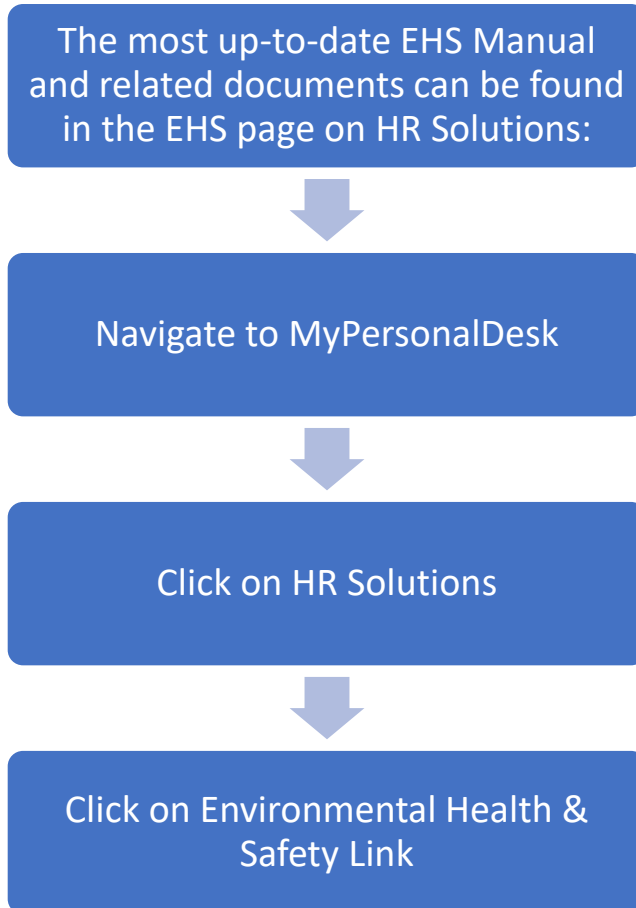 The most up-to-date EHS Manual
and related documents can be found
in the EHS page on HR Solutions:
Navigate to MyPersonalDesk
Click on HR Solutions
Click on Environmental Health &
Safety Link